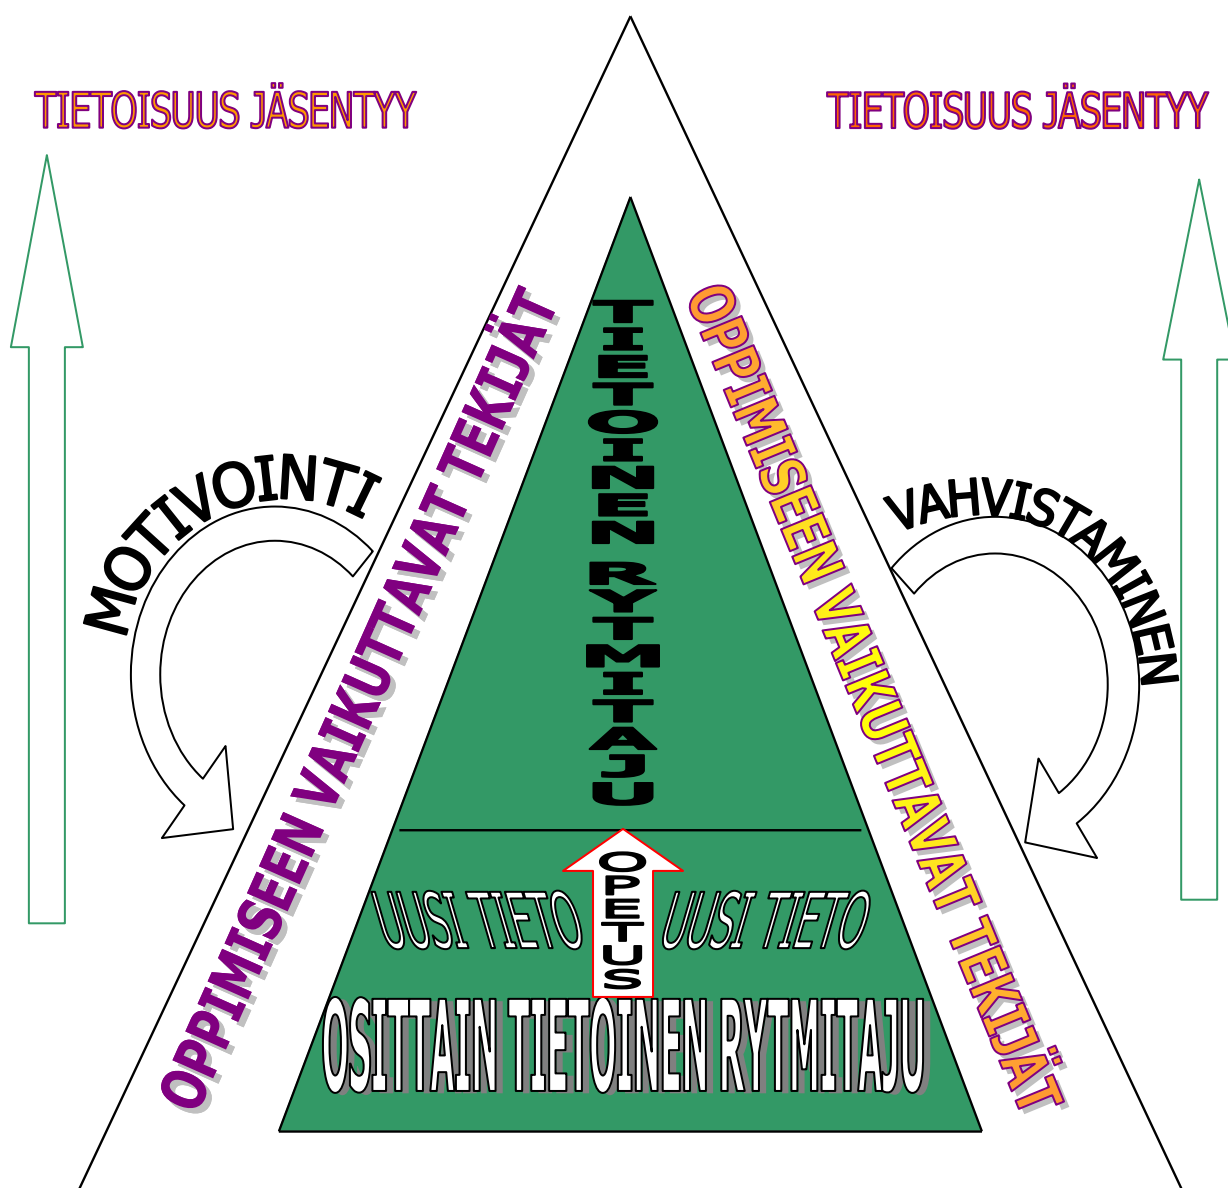 TIETOISUUS JÄSENTYY
TIETOISUUS JÄSENTYY
MOTIVOINTI
OPPIMISEEN VAIKUTTAVAT TEKIJÄT
TIETOINEN RYTMITAJU
OPPIMISEEN VAIKUTTAVAT TEKIJÄT
VAHVISTAMINEN
UUSI TIETO
OPETUS
UUSI TIETO
OSITTAIN TIETOINEN RYTMITAJU